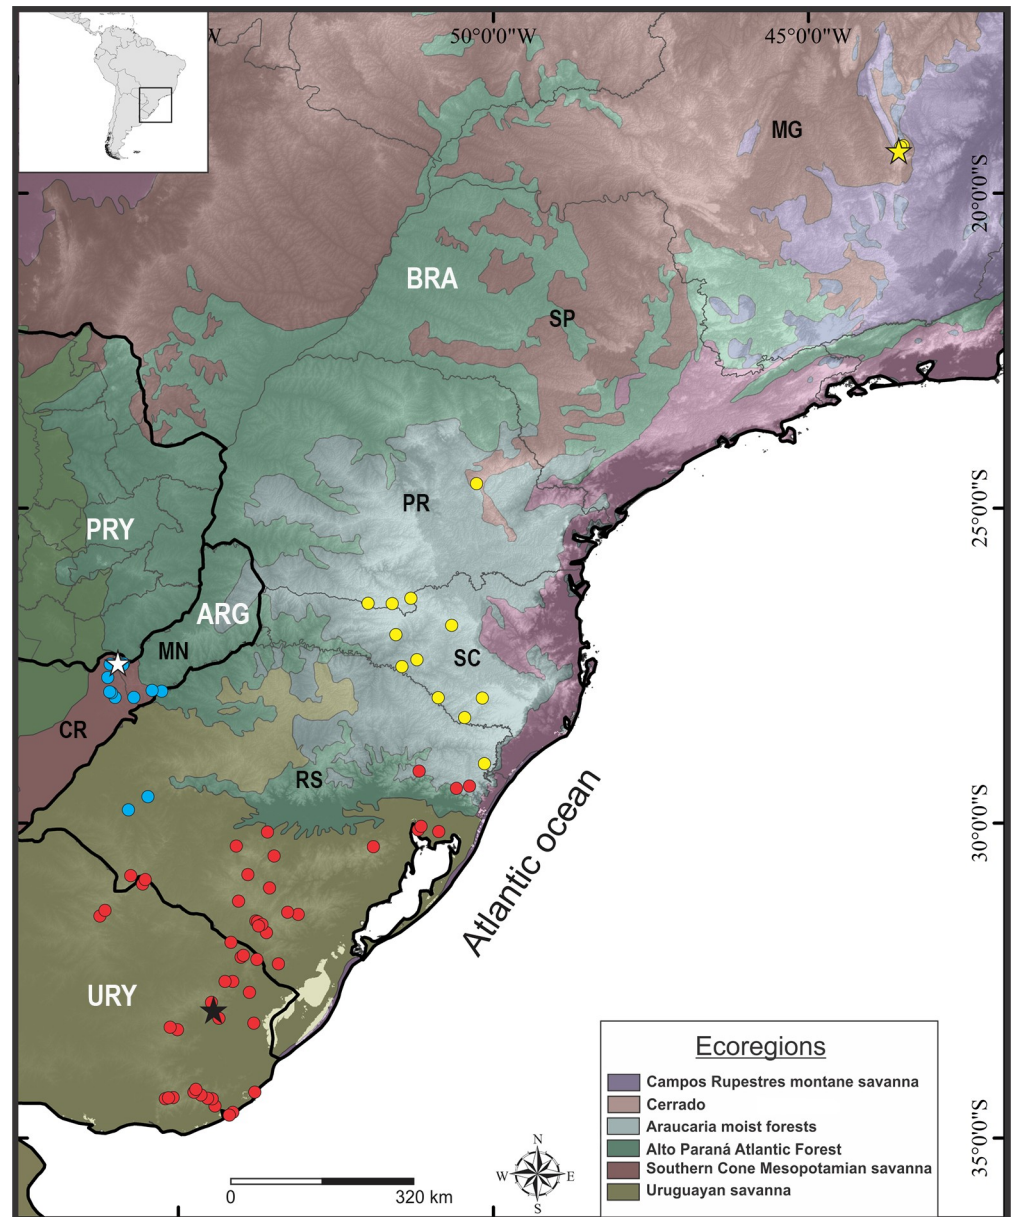 W
50°0'0"W
45°0'0"W
MG
20°0'0"S
BRA
SP
PR
25°0'0"S
PRY
ARG
MN
SC
CR
RS
30°0'0"S
Atlantic ocean
URY
Ecoregions
Campos Rupestres montane savanna
Cerrado
Araucaria moist forests
Alto Paraná Atlantic Forest
Southern Cone Mesopotamian savanna
Uruguayan savanna
35°0'0"S
N
W
E
S
0
320 km